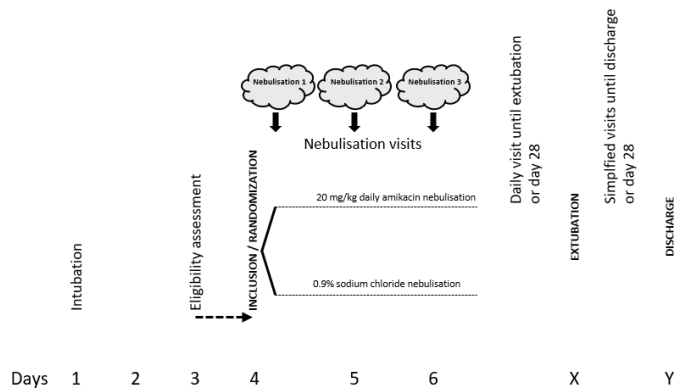 Nebulisation 1
Nebulisation 2
Nebulisation 3
Nebulisation visits
20 mg/kg daily amikacin nebulisation
0.9% sodium chloride nebulisation
Intubation
Eligibility assessment
INCLUSION / RANDOMIZATION
Daily visit until extubation
or day 28
EXTUBATION
Simplfied visits until discharge
or day 28
DISCHARGE
Days 1 2 3 4 5 6 X Y